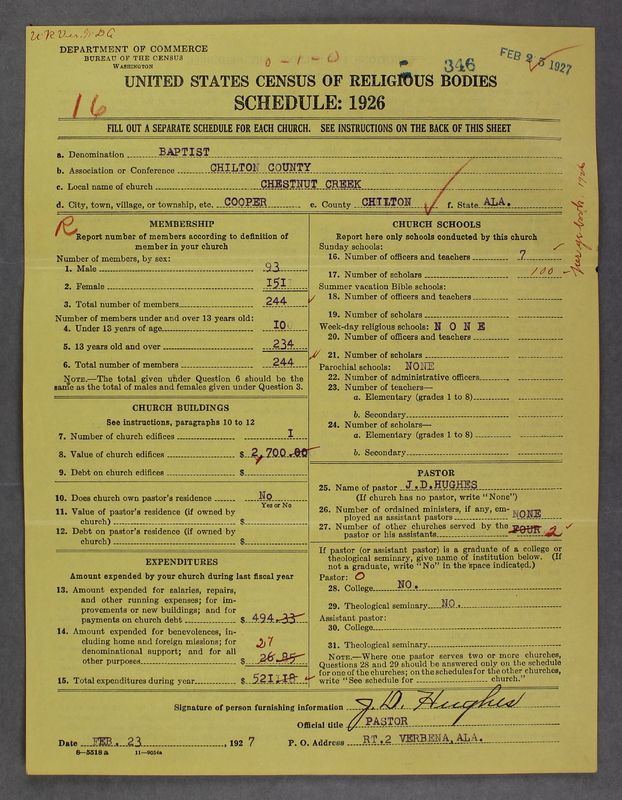 U.R. Ver. W.D.G
DEPARTMENT OF COMMERCE
BUREAU OF THE CENSUS
WASHINGTON
0-1-0
346
FEB 25 1927
UNITED STATES CENSUS OF RELIGIOUS BODIES
16
SCHEDULE: 1926
FILL OUT A SEPARATE SCHEDULE FOR EACH CHURCH. SEE INSTRUCTIONS ON THE BACK OF THIS SHEET
a. Denomination BAPTIST
b. Association or Conference CHILTON COUNTY
c. Local name of church CHESTNUT CREEK
d. City, town, village, or township, etc. COOPER e. County CHILTON f. State ALA.
R
MEMBERSHIP
Report number of members according to definition of
member in your church
Number of members, by sex:
1. Male 93
2. Female 151
3. Total number of members 244
Number of members under and over 13 years old:
4. Under 13 years of age 10
5. 13 years old and over 234
6. Total number of members 244
NOTE.—The total given under Question 6 should be the
same as the total of males and females given under Question 3.
CHURCH BUILDINGS
See instructions, paragraphs 10 to 12
7. Number of church edifices I
8. Value of church edifices $ 2,700.00
9. Debt on church edifices $
10. Does church own pastor's residence No
Yes or No
11. Value of pastor's residence (if owned by
church) $
12. Debt on pastor's residence (if owned by
church) $
EXPENDITURES
Amount expended by your church during last fiscal year
13. Amount expended for salaries, repairs,
and other running expenses; for im-
provements or new buildings; and for
payments on church debt $ 494.33
14. Amount expended for benevolences, in-
cluding home and foreign missions; for
denominational support; and for all
other purposes $ 26.85
27
15. Total expenditures during year $ 521.18
CHURCH SCHOOLS
Report here only schools conducted by this church
Sunday schools:
16. Number of officers and teachers 7
17. Number of scholars 100
per yr. book 1926
Summer vacation Bible schools:
18. Number of officers and teachers
19. Number of scholars
Week-day religious schools: NONE
20. Number of officers and teachers
21. Number of scholars
Parochial schools: NONE
22. Number of administrative officers
23. Number of teachers—
a. Elementary (grades 1 to 8)
b. Secondary
24. Number of scholars—
a. Elementary (grades 1 to 8)
b. Secondary
PASTOR
25. Name of pastor J.D.HUGHES
(If church has no pastor, write "None")
26. Number of ordained ministers, if any, em-
ployed as assistant pastors NONE
27. Number of other churches served by the
pastor or his assistants FOUR 2
If pastor (or assistant pastor) is a graduate of a college or
theological seminary, give name of institution below. (If
not a graduate, write "No" in the space indicated.)
Pastor: O
28. College NO.
29. Theological seminary NO.
Assistant pastor:
30. College
31. Theological seminary
NOTE.—Where one pastor serves two or more churches,
Questions 28 and 29 should be answered only on the schedule
for one of the churches; on the schedules for the other churches,
write "See schedule for church."
Signature of person furnishing information J. D. Hughes
Official title PASTOR
Date FEB. 23, 1927 P. O. Address RT.2 VERBENA, ALA.
8—5518 a 11—9034a